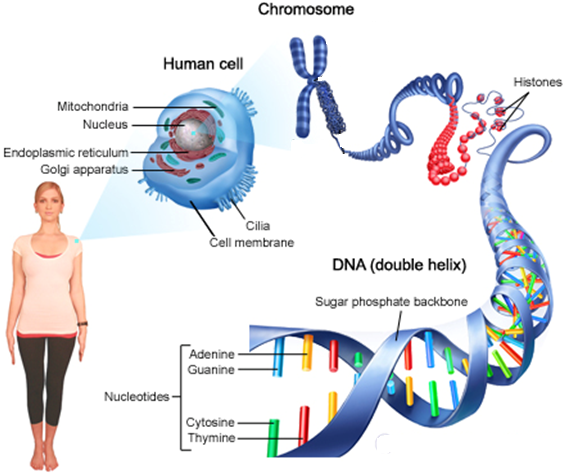 Chromosome
Human cell
Histones
Mitochondria
Nucleus
Endoplasmic reticulum
Golgi apparatus
Cilia
Cell membrane
DNA (double helix)
Sugar phosphate backbone
Adenine
Guanine
Nucleotides
Cytosine
Thymine